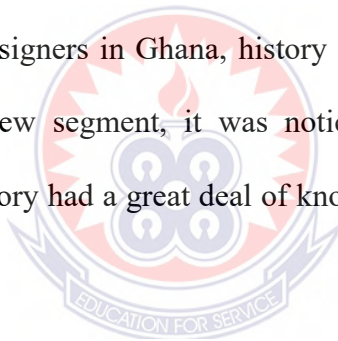 signers in Ghana, history
ew segment, it was notic
ory had a great deal of kno
EDUCATION FOR SERVICE